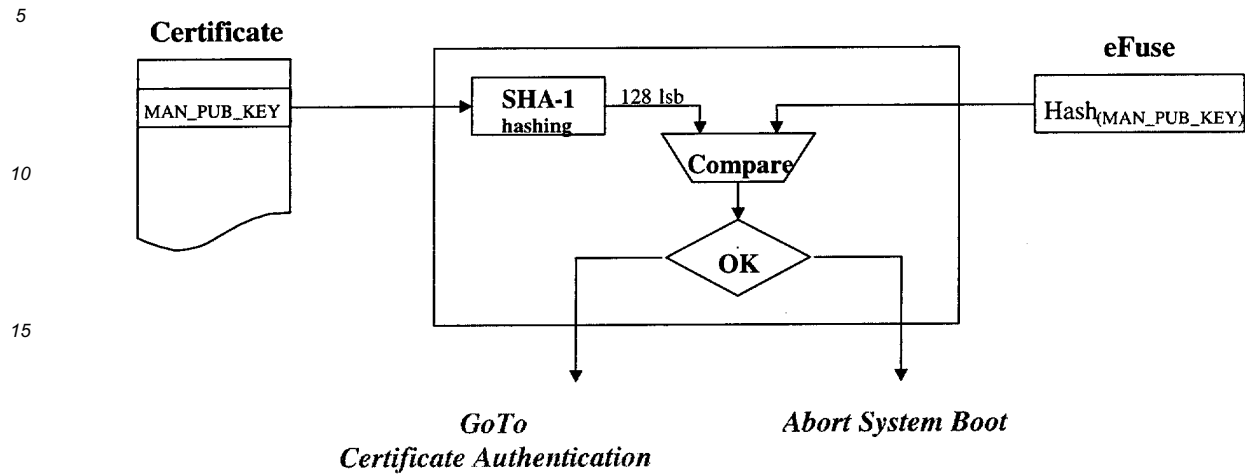 5
Certificate
MAN_PUB_KEY
SHA-1
hashing
128 lsb
Compare
OK
eFuse
Hash(MAN_PUB_KEY)
10
15
GoTo
Certificate Authentication
Abort System Boot